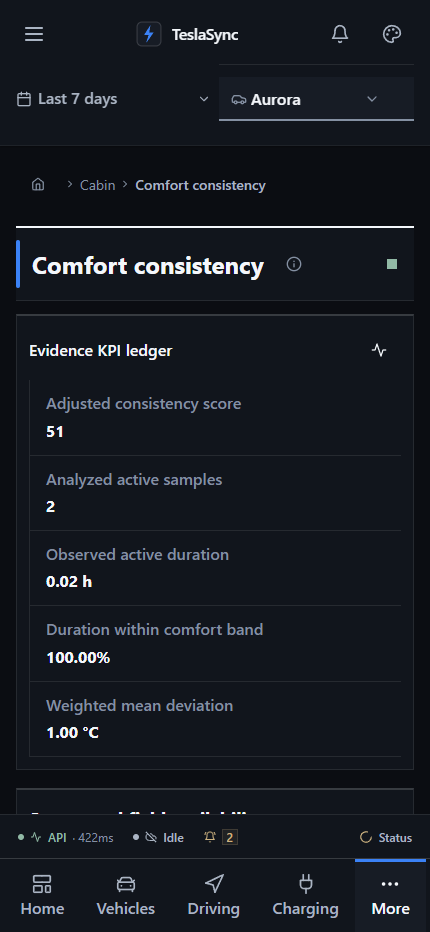 TeslaSync
Last 7 days
Aurora
Cabin
Comfort consistency
Comfort consistency
Evidence KPI ledger
Adjusted consistency score
51
Analyzed active samples
2
Observed active duration
0.02 h
Duration within comfort band
100.00%
Weighted mean deviation
1.00 °C
API · 422ms
Idle
2
Status
Home
Vehicles
Driving
Charging
More